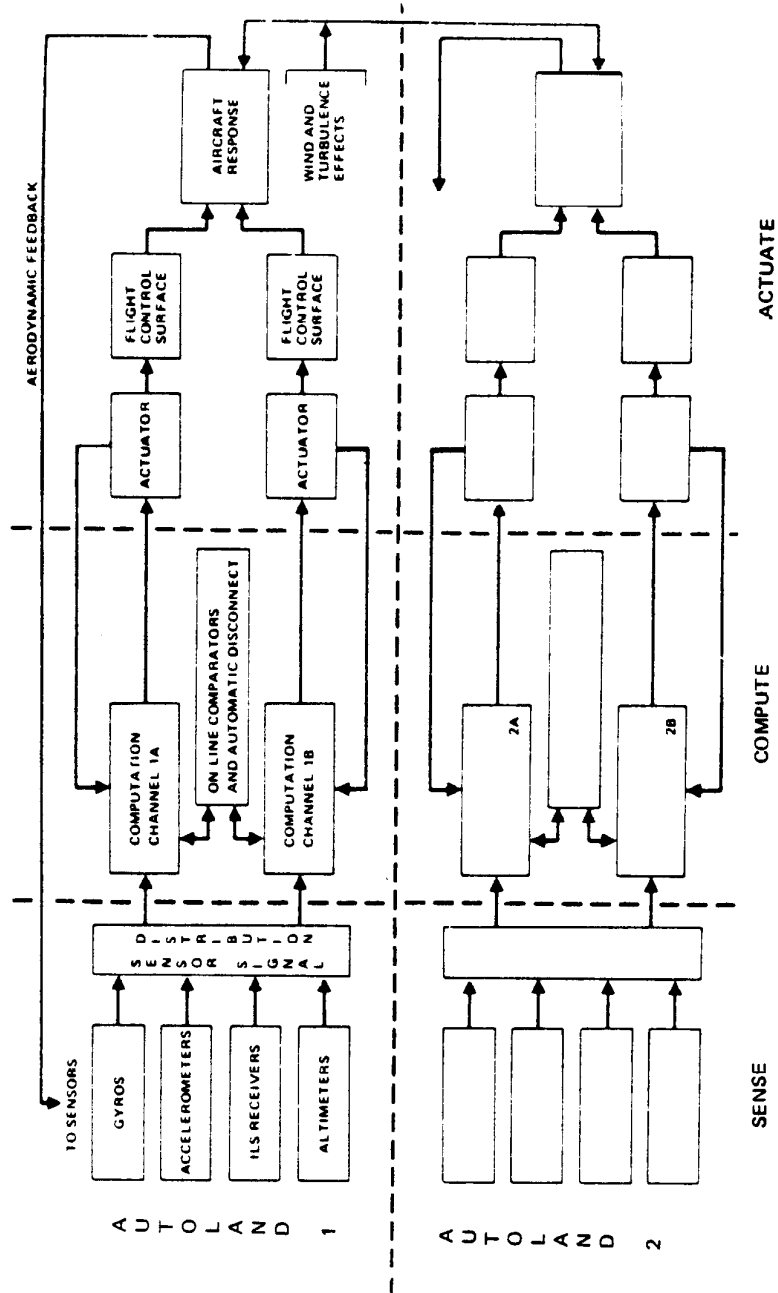 AERODYNAMIC FEEDBACK
TO SENSORS
A
U
T
O
L
A
N
D
1
GYROS
ACCELEROMETERS
ILS RECEIVERS
ALTIMETERS
SENSOR SIGNAL
DISTRIBUTION
COMPUTATION
CHANNEL 1A
ON LINE COMPARATORS
AND AUTOMATIC DISCONNECT
COMPUTATION
CHANNEL 1B
ACTUATOR
ACTUATOR
FLIGHT
CONTROL
SURFACE
FLIGHT
CONTROL
SURFACE
AIRCRAFT
RESPONSE
WIND AND
TURBULENCE
EFFECTS
A
U
T
O
L
A
N
D
2
2A
2B
SENSE
COMPUTE
ACTUATE